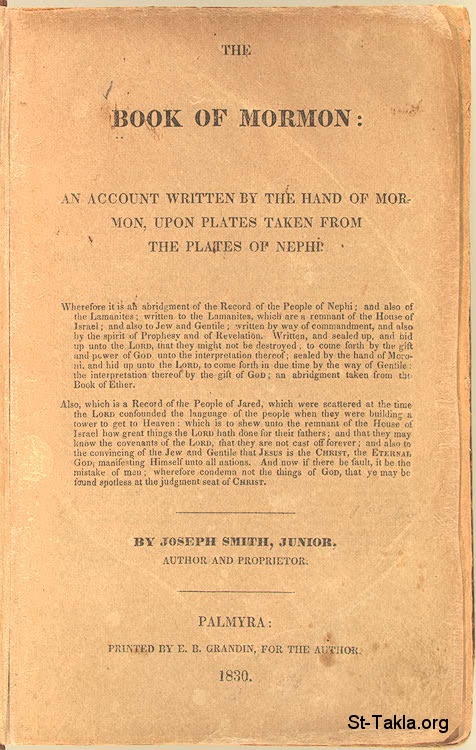 THE
BOOK OF MORMON:
AN ACCOUNT WRITTEN BY THE HAND OF MOR-
MON, UPON PLATES TAKEN FROM
THE PLATES OF NEPHI.
Wherefore it is an abridgment of the Record of the People of Nephi; and also of
the Lamanites; written to the Lamanites, which are a remnant of the House of
Israel; and also to Jew and Gentile; written by way of commandment, and also
by the spirit of Prophesy and of Revelation. Written, and sealed up, and hid
up unto the LORD, that they might not be destroyed; to come forth by the gift
and power of GOD unto the interpretation thereof; sealed by the hand of Moro-
ni, and hid up unto the LORD, to come forth in due time by the way of Gentile;
the interpretation thereof by the gift of GOD; an abridgment taken from the
Book of Ether.
Also, which is a Record of the People of Jared, which were scattered at the time
the LORD confounded the language of the people when they were building a
tower to get to Heaven: which is to shew unto the remnant of the House of
Israel how great things the LORD hath done for their fathers; and that they may
know the covenants of the LORD, that they are not cast off forever; and also to
the convincing of the Jew and Gentile that JESUS is the CHRIST, the ETERNAL
GOD, manifesting Himself unto all nations. And now if there be fault, it be the
mistake of men; wherefore condemn not the things of GOD, that ye may be
found spotless at the judgment seat of CHRIST.
BY JOSEPH SMITH, JUNIOR,
AUTHOR AND PROPRIETOR.
PALMYRA:
PRINTED BY E. B. GRANDIN, FOR THE AUTHOR.
1830.
St-Takla.org